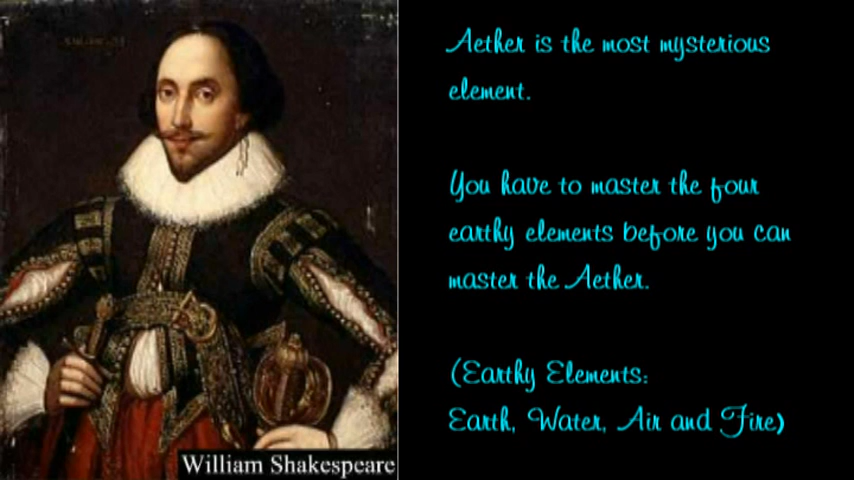 Aether is the most mysterious
element.
You have to master the four
earthy elements before you can
master the Aether.
(Earthy Elements:
Earth, Water, Air and Fire)
William Shakespeare